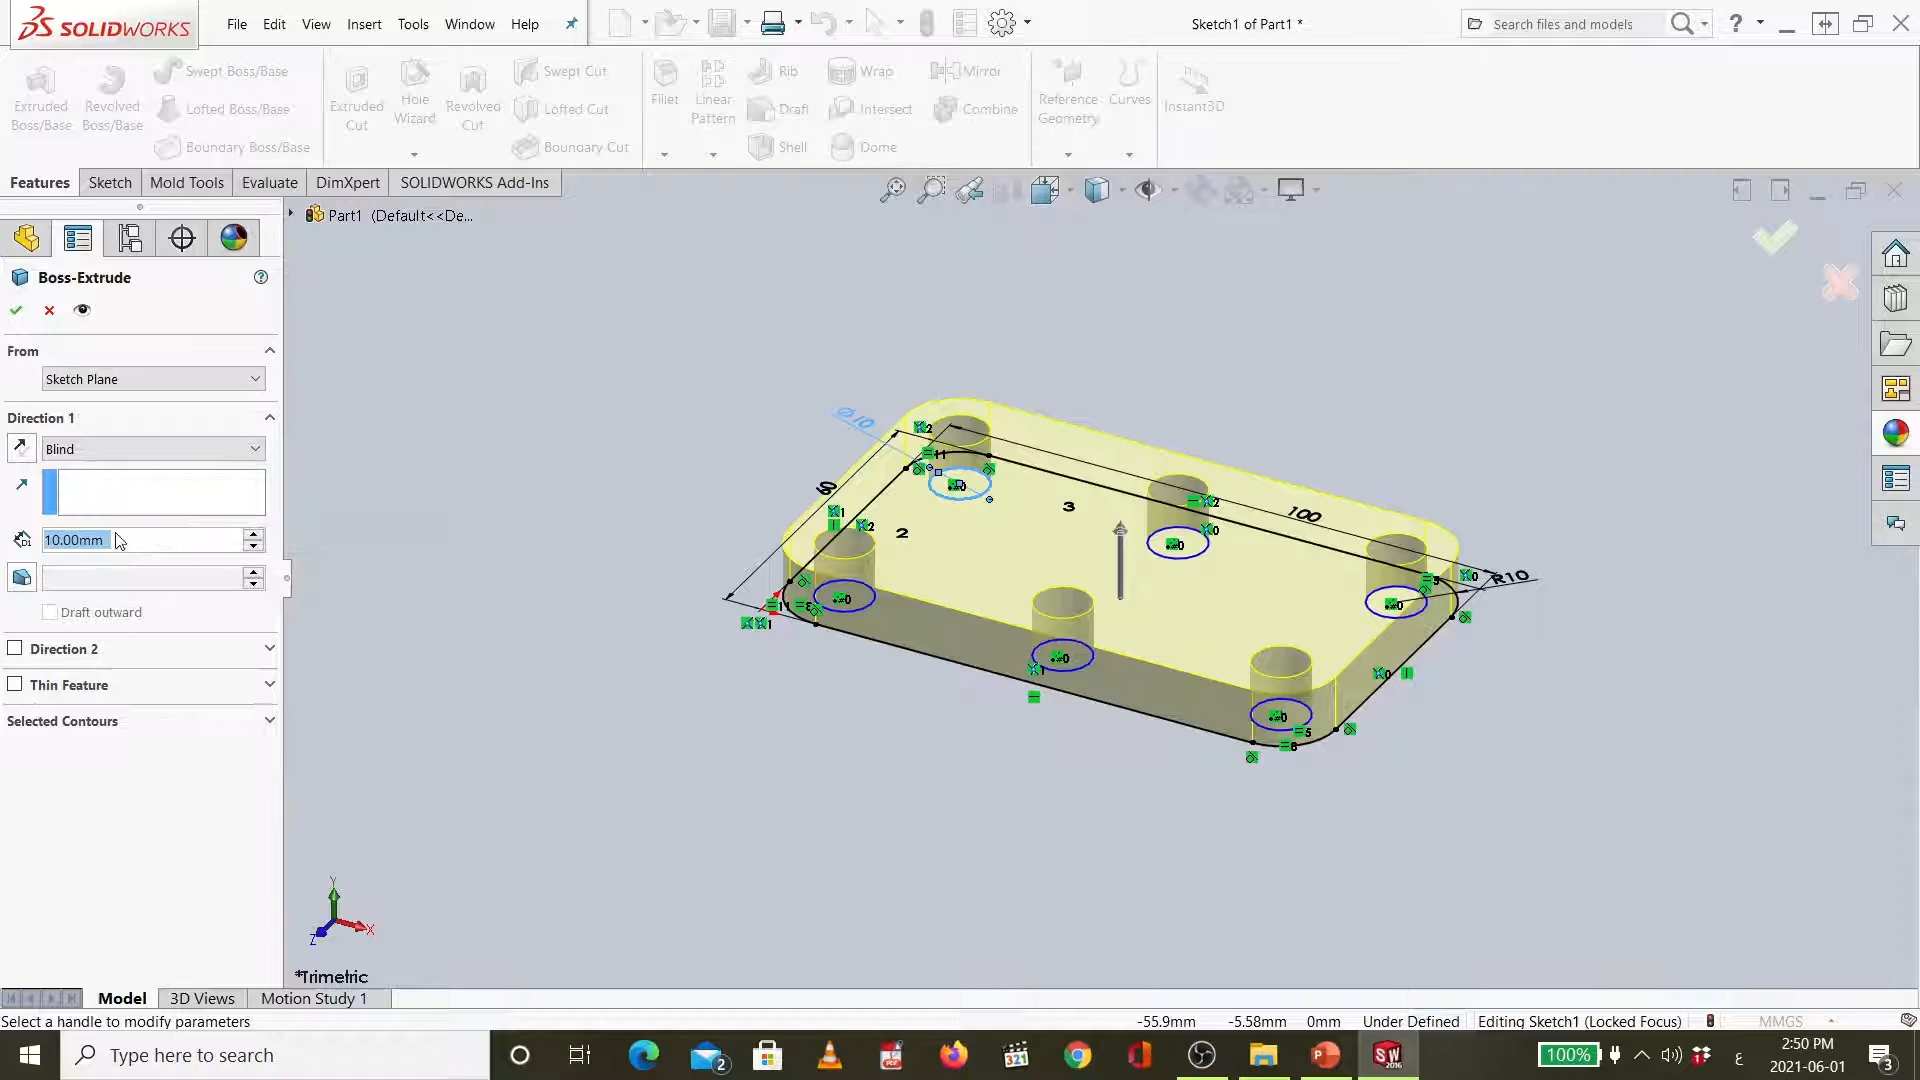 SOLIDWORKS
File Edit View Insert Tools Window Help
Sketch1 of Part1 *
Search files and models
Extruded Boss/Base
Revolved Boss/Base
Swept Boss/Base
Lofted Boss/Base
Boundary Boss/Base
Extruded Cut
Hole Wizard
Revolved Cut
Swept Cut
Lofted Cut
Boundary Cut
Fillet
Linear Pattern
Rib
Draft
Shell
Wrap
Intersect
Dome
Mirror
Combine
Reference Geometry
Curves
Instant3D
Features Sketch Mold Tools Evaluate DimXpert SOLIDWORKS Add-Ins
Part1 (Default<<De...
Boss-Extrude
From
Sketch Plane
Direction 1
Blind
10.00mm
Draft outward
Direction 2
Thin Feature
Selected Contours
Ø10
100
R10
3
2
Y
X
Z
*Trimetric
Model 3D Views Motion Study 1
Select a handle to modify parameters
-55.9mm -5.58mm 0mm Under Defined Editing Sketch1 (Locked Focus) MMGS
Type here to search
2
321
SW
2016
100%
ع
2:50 PM
2021-06-01
3